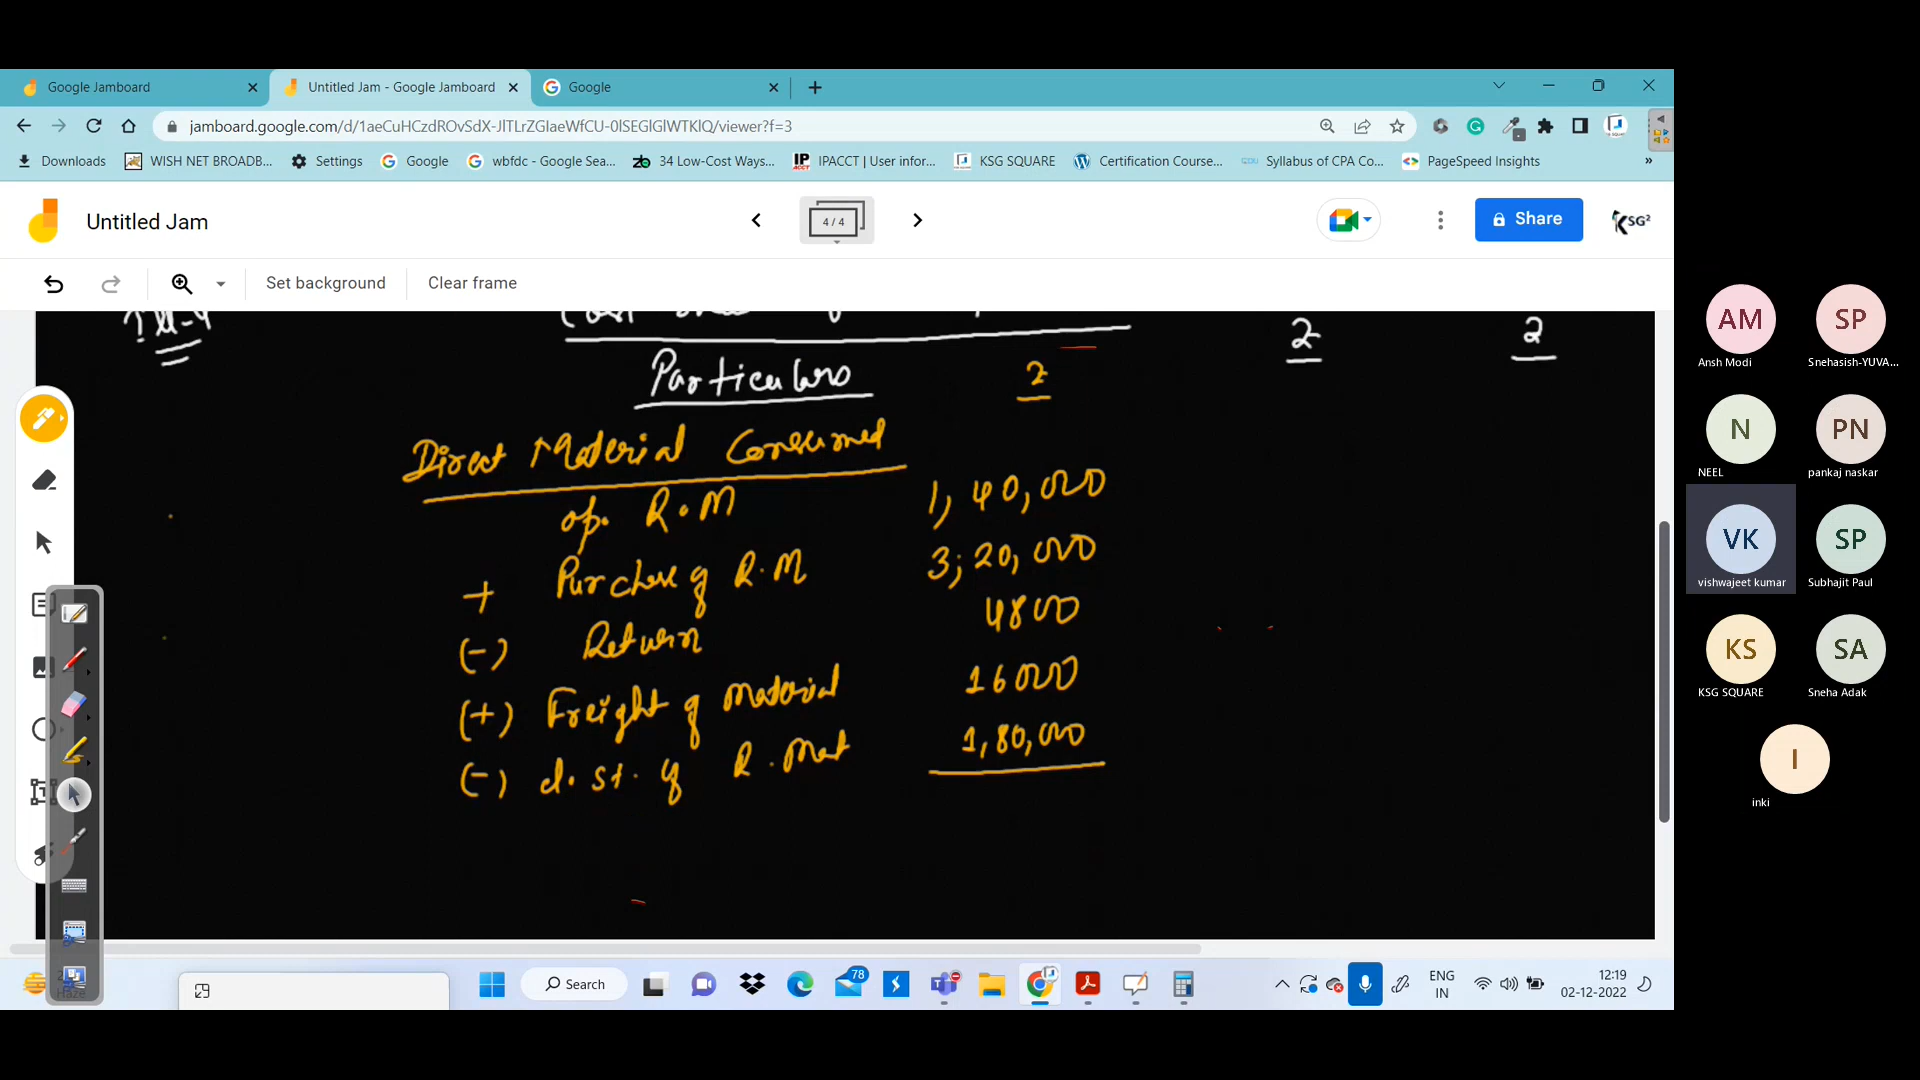 Google Jamboard
Untitled Jam - Google Jamboard
Google
jamboard.google.com/d/1aeCuHCzdROvSdX-JlTLrZGIaeWfCU-0lSEGlGlWTKlQ/viewer?f=3
Downloads
WISH NET BROADB...
Settings
Google
wbfdc - Google Sea...
34 Low-Cost Ways...
IPACCT | User infor...
KSG SQUARE
Certification Course...
Syllabus of CPA Co...
PageSpeed Insights
»
Untitled Jam
4 / 4
Share
KSG²
Set background
Clear frame
Particulars
Direct Material Consumed
op. R.M 1,40,000
+ Purchase of R.M 3,20,000
(-) Return 4800
(+) Freight of material 16000
(-) cl. st. of R. Mat 1,80,000
AM
Ansh Modi
SP
Snehasish-YUVA...
N
NEEL
PN
pankaj naskar
VK
vishwajeet kumar
SP
Subhajit Paul
KS
KSG SQUARE
SA
Sneha Adak
I
inki
Haze
Search
78
ENG
IN
12:19
02-12-2022